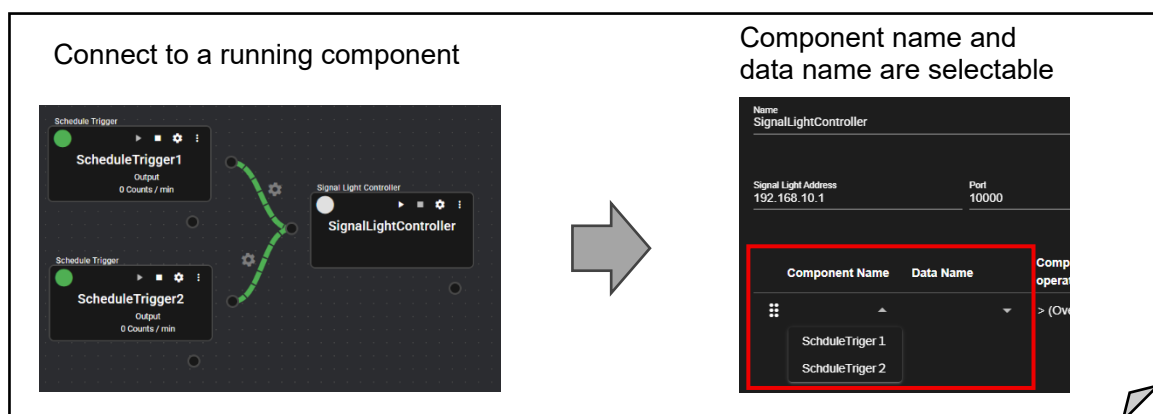 Connect to a running component
Component name and
data name are selectable
Schedule Trigger
ScheduleTrigger1
Output
0 Counts / min
Signal Light Controller
SignalLightController
Schedule Trigger
ScheduleTrigger2
Output
0 Counts / min
Name
SignalLightController
Signal Light Address
Port
192.168.10.1
10000
Component Name
Data Name
Comp
operat
> (Ove
SchduleTriger 1
SchduleTriger 2